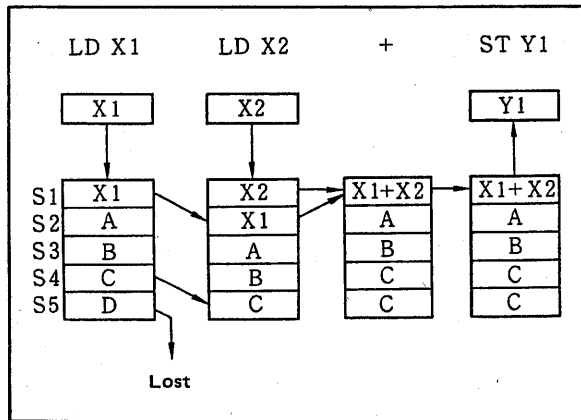 LD X1 LD X2 + ST Y1
X1 X2 Y1
S1 X1 X2 X1+X2 X1+X2
S2 A X1 A A
S3 B A B B
S4 C B C C
S5 D C C C
Lost